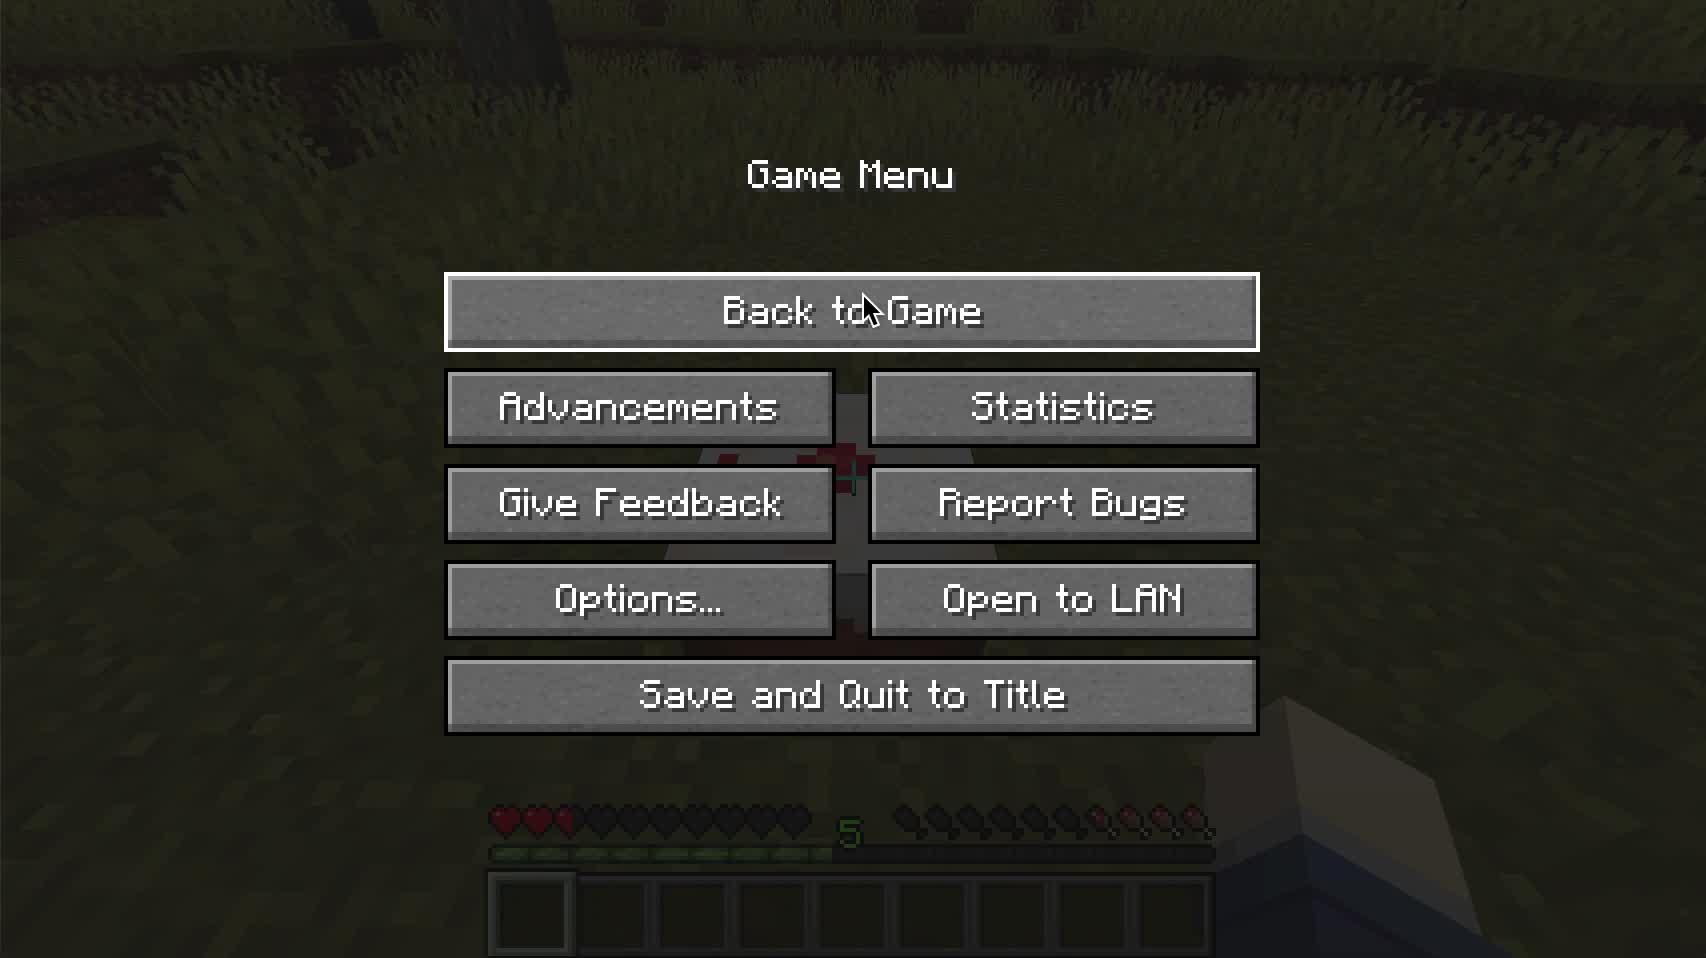 Game Menu
Back to Game
Advancements
Statistics
Give Feedback
Report Bugs
Options...
Open to LAN
Save and Quit to Title
5